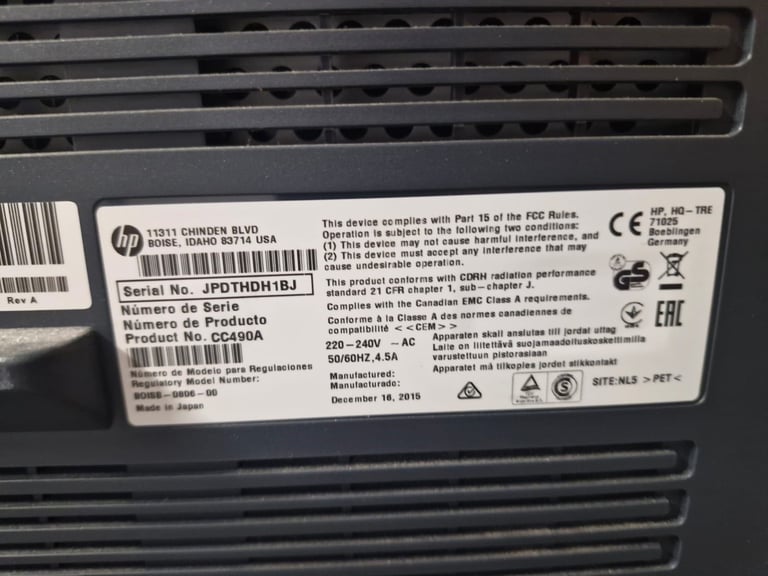 Rev A
hp
11311 CHINDEN BLVD
BOISE, IDAHO 83714 USA
Serial No. JPDTHDH1BJ
Número de Serie
Número de Producto
Product No. CC490A
Número de Modelo para Regulaciones
Regulatory Model Number:
BOISB-0806-00
Made in Japan
This device complies with Part 15 of the FCC Rules.
Operation is subject to the following two conditions:
(1) This device may not cause harmful interference, and
(2) This device must accept any interference that may
cause undesirable operation.
This product conforms with CDRH radiation performance
standard 21 CFR chapter 1, sub-chapter J.
Complies with the Canadian EMC Class A requirements.
Conforme à la Classe A des normes canadiennes de
compatibilité <<CEM>>
220-240V ~ AC
50/60HZ, 4.5A
Manufactured:
Manufacturado:
December 16, 2015
Apparaten skall anslutas till jordat uttag
Laite on liitettävä suojamaadoituskoskettimilla
varustettuun pistorasiaan
Apparatet må tilkoples jordet stikkontakt
CE
HP, HQ-TRE
71025
Boeblingen
Germany
GS
EAC
S
SITE:NL5 >PET<